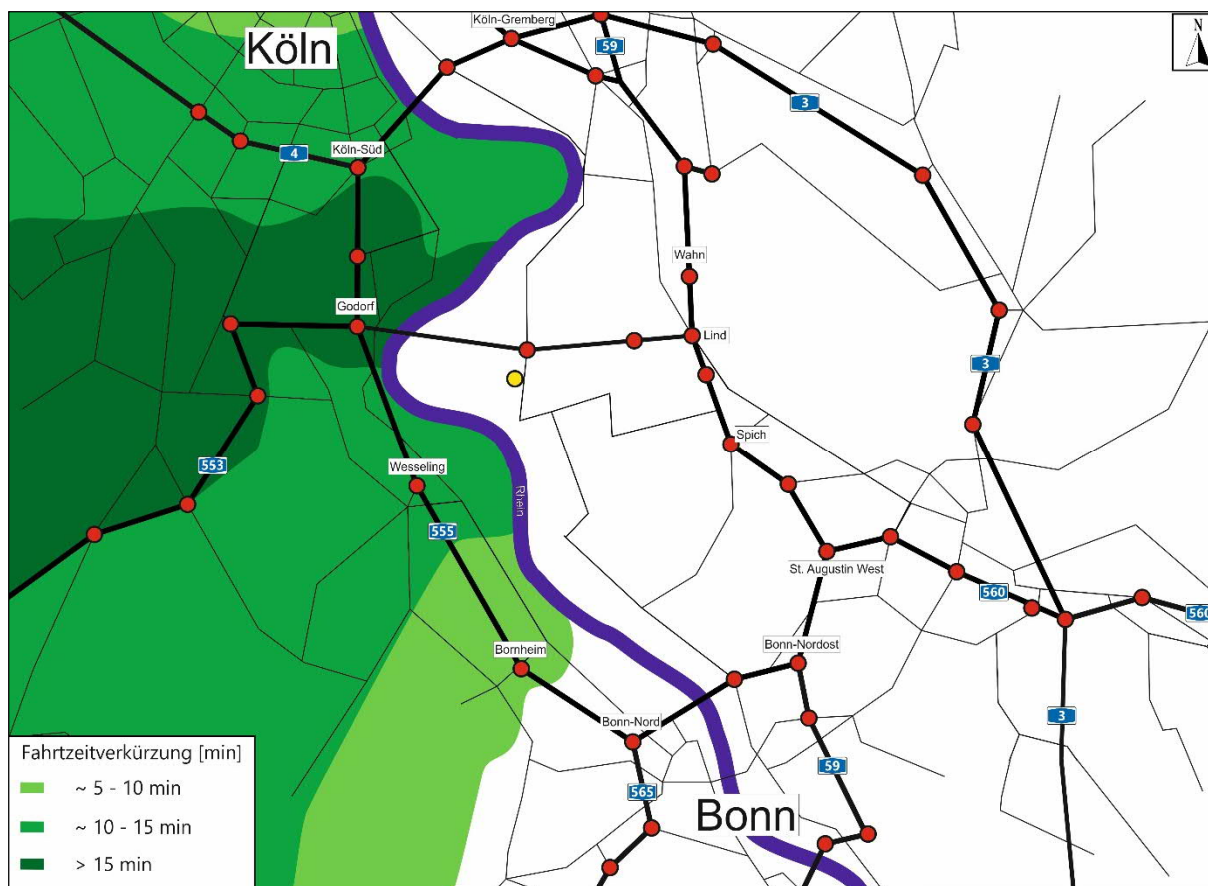 Köln-Gremberg
N
Köln
59
3
Köln-Süd
4
Wahn
Godorf
Lind
3
Spich
Wesseling
553
Rhein
555
St. Augustin West
560
560
Bornheim
Bonn-Nordost
Bonn-Nord
3
Fahrtzeitverkürzung [min]
59
~ 5 - 10 min
565
Bonn
~ 10 - 15 min
> 15 min